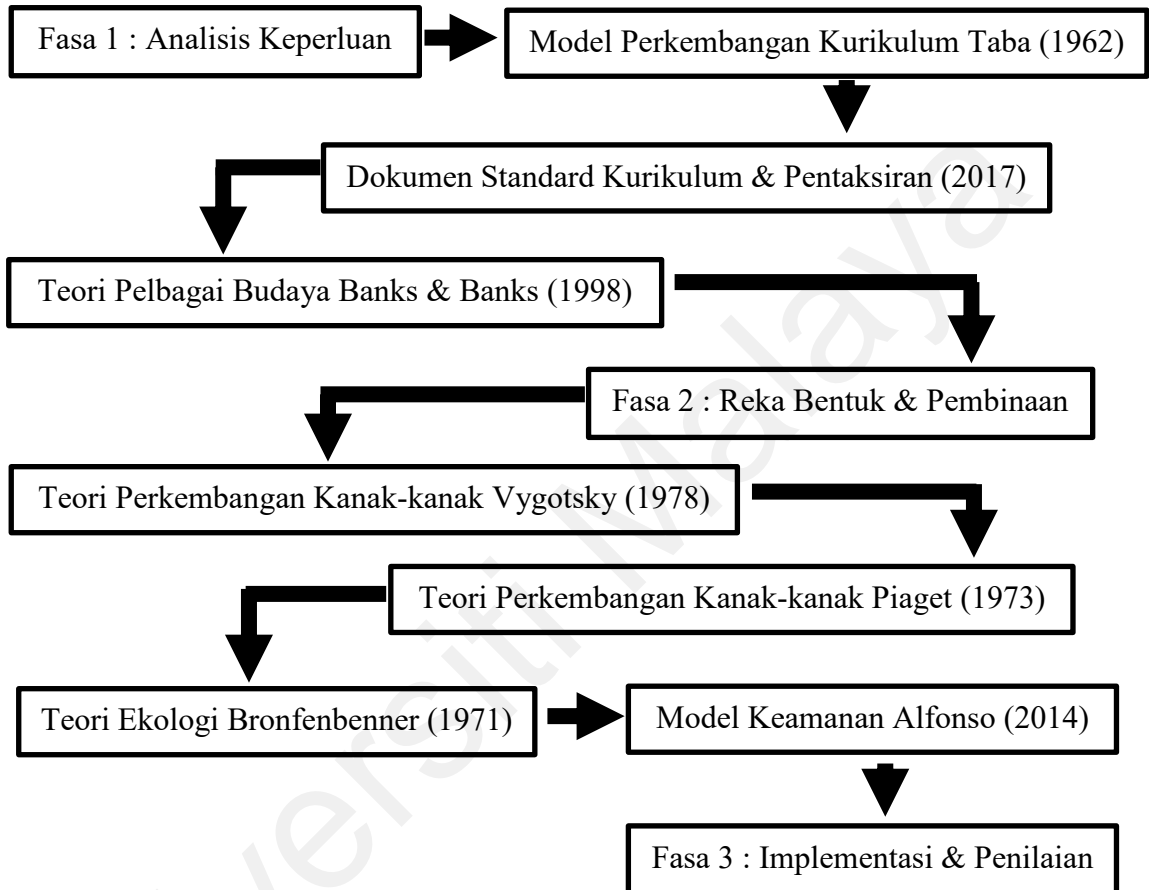 Fasa 1 : Analisis Keperluan
Model Perkembangan Kurikulum Taba (1962)
Dokumen Standard Kurikulum & Pentaksiran (2017)
Teori Pelbagai Budaya Banks & Banks (1998)
Fasa 2 : Reka Bentuk & Pembinaan
Teori Perkembangan Kanak-kanak Vygotsky (1978)
Teori Perkembangan Kanak-kanak Piaget (1973)
Teori Ekologi Bronfenbenner (1971)
Model Keamanan Alfonso (2014)
Fasa 3 : Implementasi & Penilaian
versiti Malaya